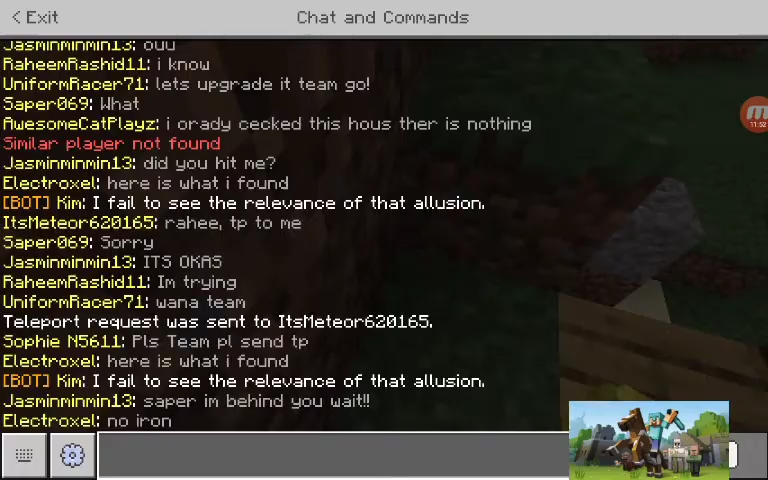 < Exit
Chat and Commands
Jasminminmin13: ouu
RaheemRashid11: i know
UniformRacer71: lets upgrade it team go!
Saper069: What
AwesomeCatPlayz: i orady cecked this hous ther is nothing
Similar player not found
Jasminminmin13: did you hit me?
Electroxel: here is what i found
[BOT] Kim: I fail to see the relevance of that allusion.
ItsMeteor620165: rahee, tp to me
Saper069: Sorry
Jasminminmin13: ITS OKAS
RaheemRashid11: Im trying
UniformRacer71: wana team
Teleport request was sent to ItsMeteor620165.
Sophie N5611: Pls Team pl send tp
Electroxel: here is what i found
[BOT] Kim: I fail to see the relevance of that allusion.
Jasminminmin13: saper im behind you wait!!
Electroxel: no iron
11:52